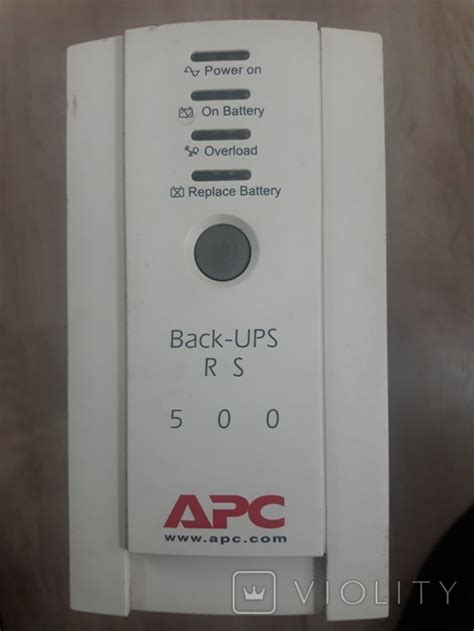 Power on
On Battery
Overload
Replace Battery
Back-UPS
R S
5 0 0
APC
www.apc.com
VIOLITY